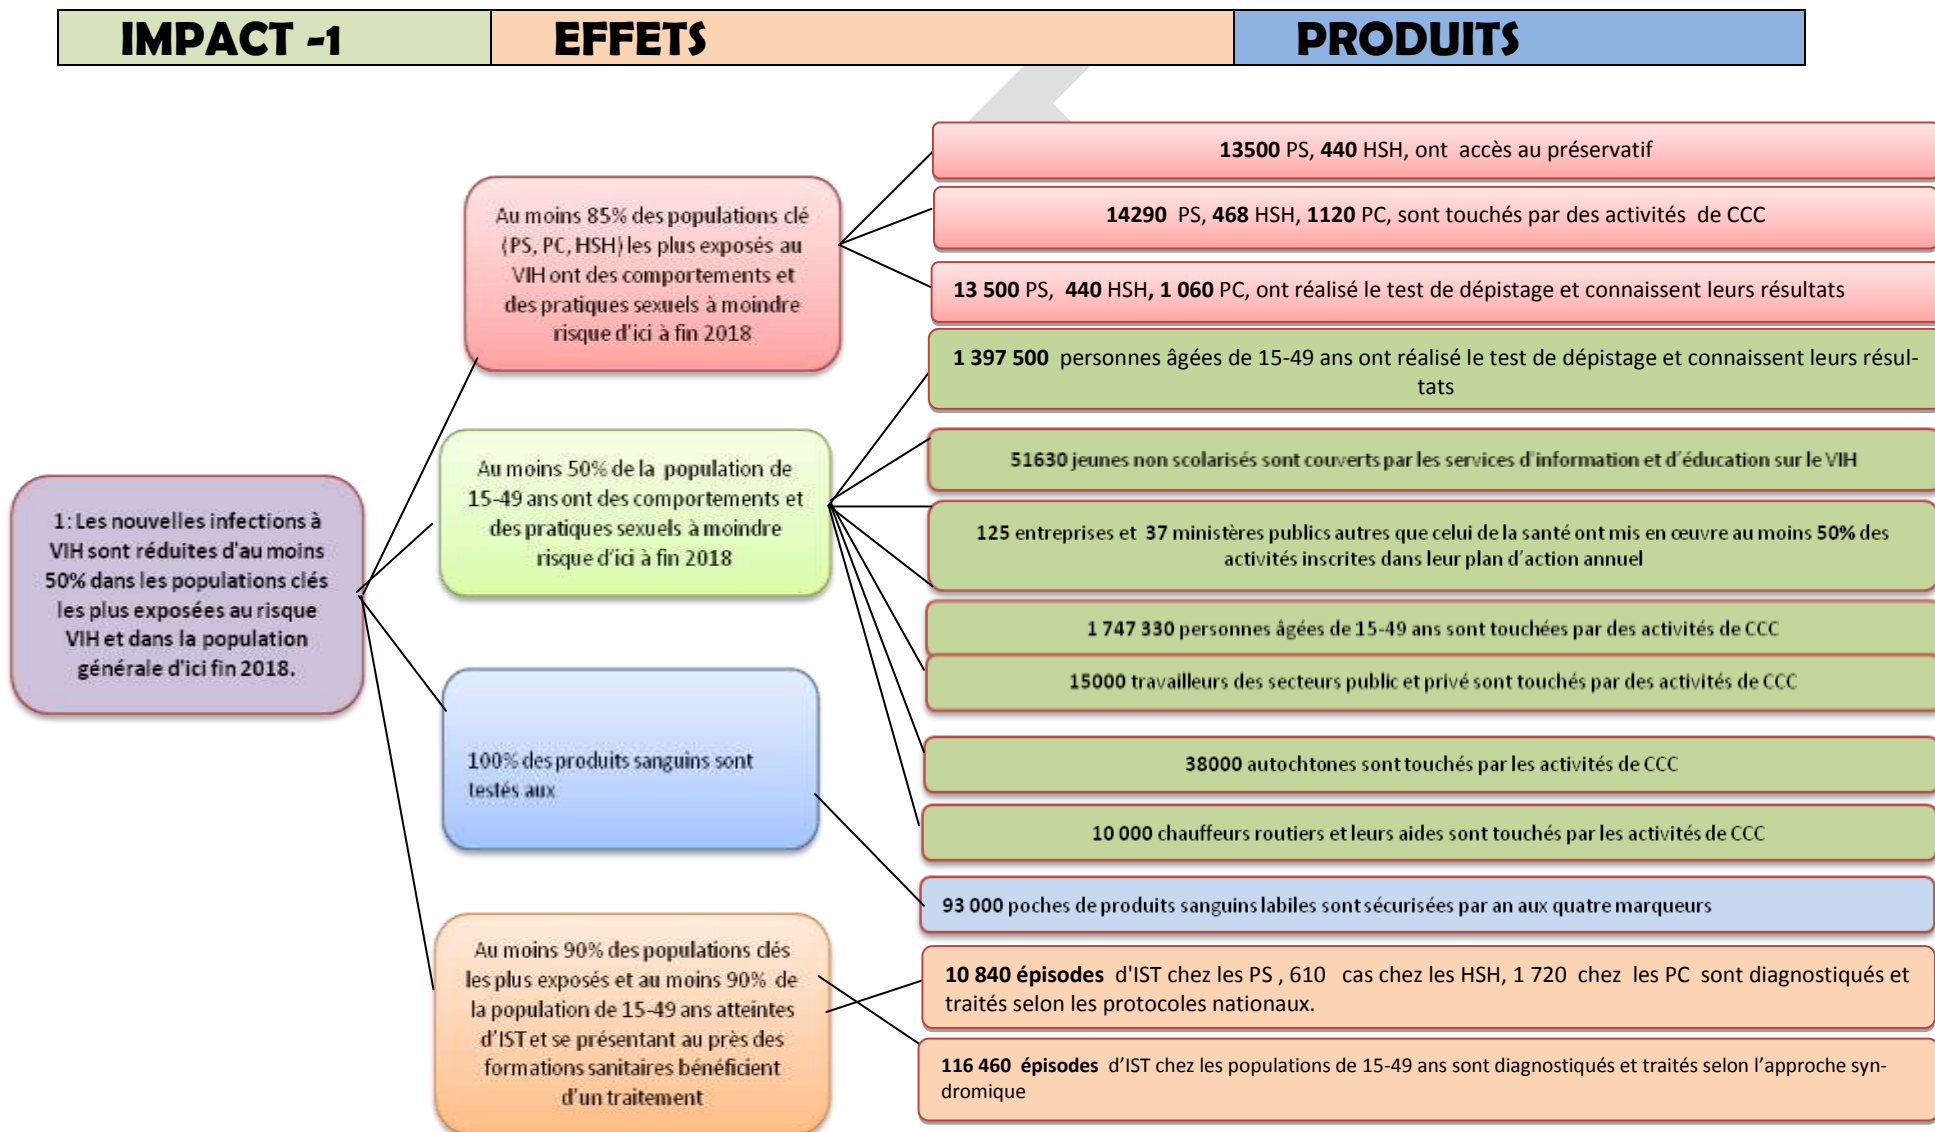 IMPACT -1
EFFETS
PRODUITS
1: Les nouvelles infections à
VIH sont réduites d'au moins
50% dans les populations clés
les plus exposées au risque
VIH et dans la population
générale d'ici fin 2018.
Au moins 85% des populations clé
(PS, PC, HSH) les plus exposés au
VIH ont des comportements et
des pratiques sexuels à moindre
risque d'ici à fin 2018
Au moins 50% de la population de
15-49 ans ont des comportements et
des pratiques sexuels à moindre
risque d'ici à fin 2018
100% des produits sanguins sont
testés aux
Au moins 90% des populations clés
les plus exposés et au moins 90% de
la population de 15-49 ans atteintes
d'IST et se présentant au près des
formations sanitaires bénéficient
d'un traitement
13500 PS, 440 HSH, ont accès au préservatif
14290 PS, 468 HSH, 1120 PC, sont touchés par des activités de CCC
13 500 PS, 440 HSH, 1 060 PC, ont réalisé le test de dépistage et connaissent leurs résultats
1 397 500 personnes âgées de 15-49 ans ont réalisé le test de dépistage et connaissent leurs résul-
tats
51630 jeunes non scolarisés sont couverts par les services d'information et d'éducation sur le VIH
125 entreprises et 37 ministères publics autres que celui de la santé ont mis en œuvre au moins 50% des
activités inscrites dans leur plan d'action annuel
1 747 330 personnes âgées de 15-49 ans sont touchées par des activités de CCC
15000 travailleurs des secteurs public et privé sont touchés par des activités de CCC
38000 autochtones sont touchés par les activités de CCC
10 000 chauffeurs routiers et leurs aides sont touchés par les activités de CCC
93 000 poches de produits sanguins labiles sont sécurisées par an aux quatre marqueurs
10 840 épisodes d'IST chez les PS , 610 cas chez les HSH, 1 720 chez les PC sont diagnostiqués et
traités selon les protocoles nationaux.
116 460 épisodes d'IST chez les populations de 15-49 ans sont diagnostiqués et traités selon l'approche syn-
dromique